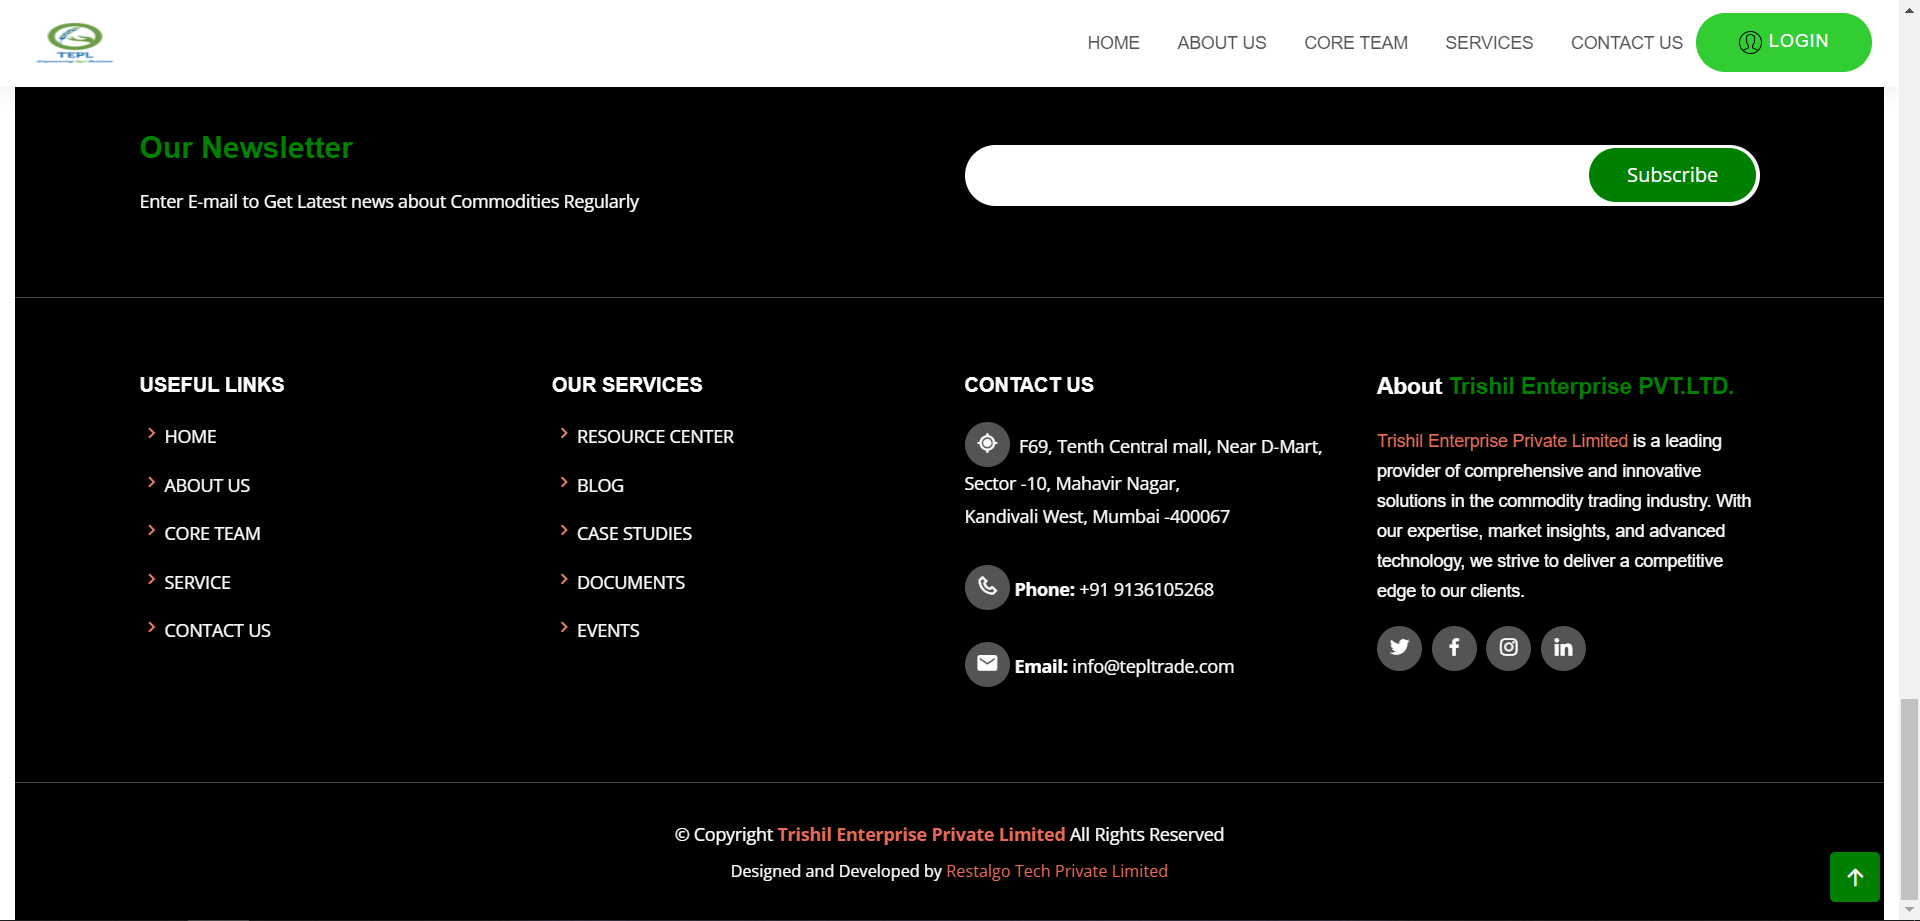 TEPL
HOME
ABOUT US
CORE TEAM
SERVICES
CONTACT US
LOGIN
Our Newsletter
Enter E-mail to Get Latest news about Commodities Regularly
Subscribe
USEFUL LINKS
HOME
ABOUT US
CORE TEAM
SERVICE
CONTACT US
OUR SERVICES
RESOURCE CENTER
BLOG
CASE STUDIES
DOCUMENTS
EVENTS
CONTACT US
F69, Tenth Central mall, Near D-Mart,
Sector -10, Mahavir Nagar,
Kandivali West, Mumbai -400067
Phone: +91 9136105268
Email: info@tepltrade.com
About Trishil Enterprise PVT.LTD.
Trishil Enterprise Private Limited is a leading
provider of comprehensive and innovative
solutions in the commodity trading industry. With
our expertise, market insights, and advanced
technology, we strive to deliver a competitive
edge to our clients.
© Copyright Trishil Enterprise Private Limited All Rights Reserved
Designed and Developed by Restalgo Tech Private Limited